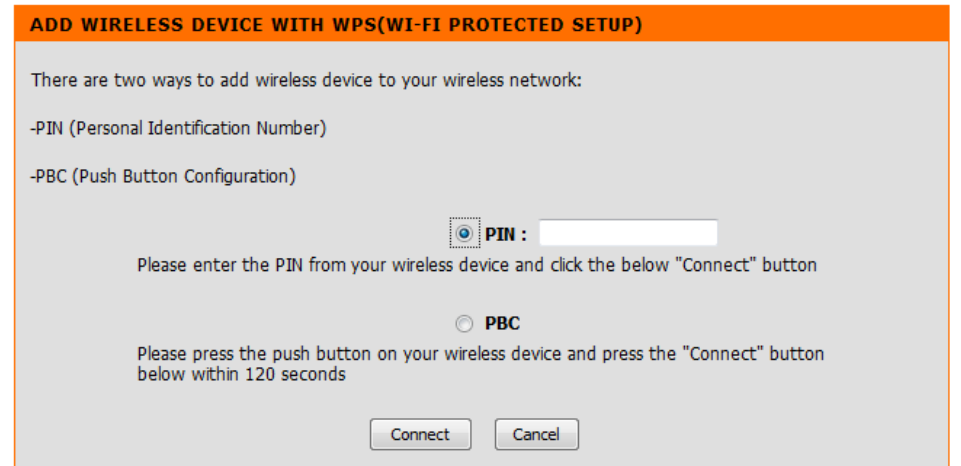 ADD WIRELESS DEVICE WITH WPS(WI-FI PROTECTED SETUP)
There are two ways to add wireless device to your wireless network:
-PIN (Personal Identification Number)
-PBC (Push Button Configuration)
PIN :
Please enter the PIN from your wireless device and click the below "Connect" button
PBC
Please press the push button on your wireless device and press the "Connect" button
below within 120 seconds
Connect Cancel